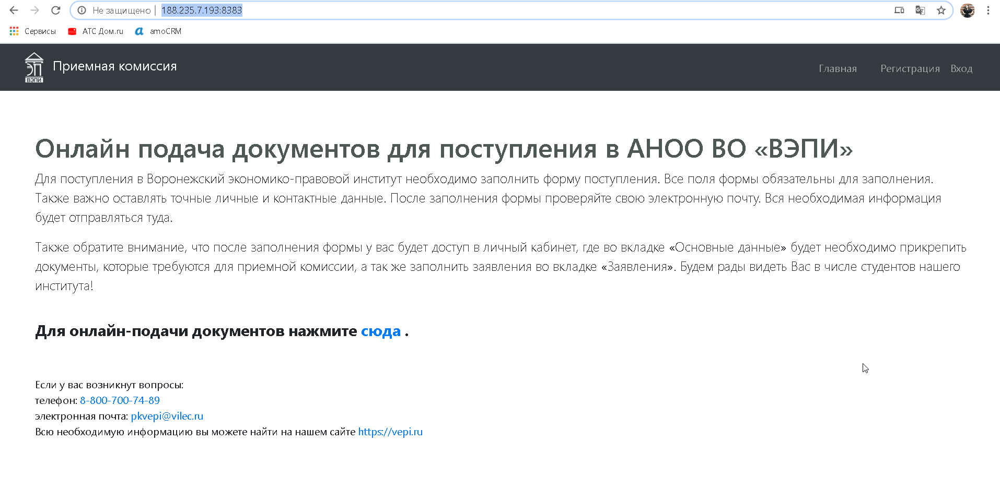 Не защищено | 188.235.7.193:8383
Сервисы АТС Дом.ru amoCRM
ВЭПИ Приемная комиссия Главная Регистрация Вход
Онлайн подача документов для поступления в АНОО ВО «ВЭПИ»
Для поступления в Воронежский экономико-правовой институт необходимо заполнить форму поступления. Все поля формы обязательны для заполнения.
Также важно оставлять точные личные и контактные данные. После заполнения формы проверяйте свою электронную почту. Вся необходимая информация
будет отправляться туда.
Также обратите внимание, что после заполнения формы у вас будет доступ в личный кабинет, где во вкладке «Основные данные» будет необходимо прикрепить
документы, которые требуются для приемной комиссии, а так же заполнить заявления во вкладке «Заявления». Будем рады видеть Вас в числе студентов нашего
института!
Для онлайн-подачи документов нажмите сюда .
Если у вас возникнут вопросы:
телефон: 8-800-700-74-89
электронная почта: pkvepi@vilec.ru
Всю необходимую информацию вы можете найти на нашем сайте https://vepi.ru